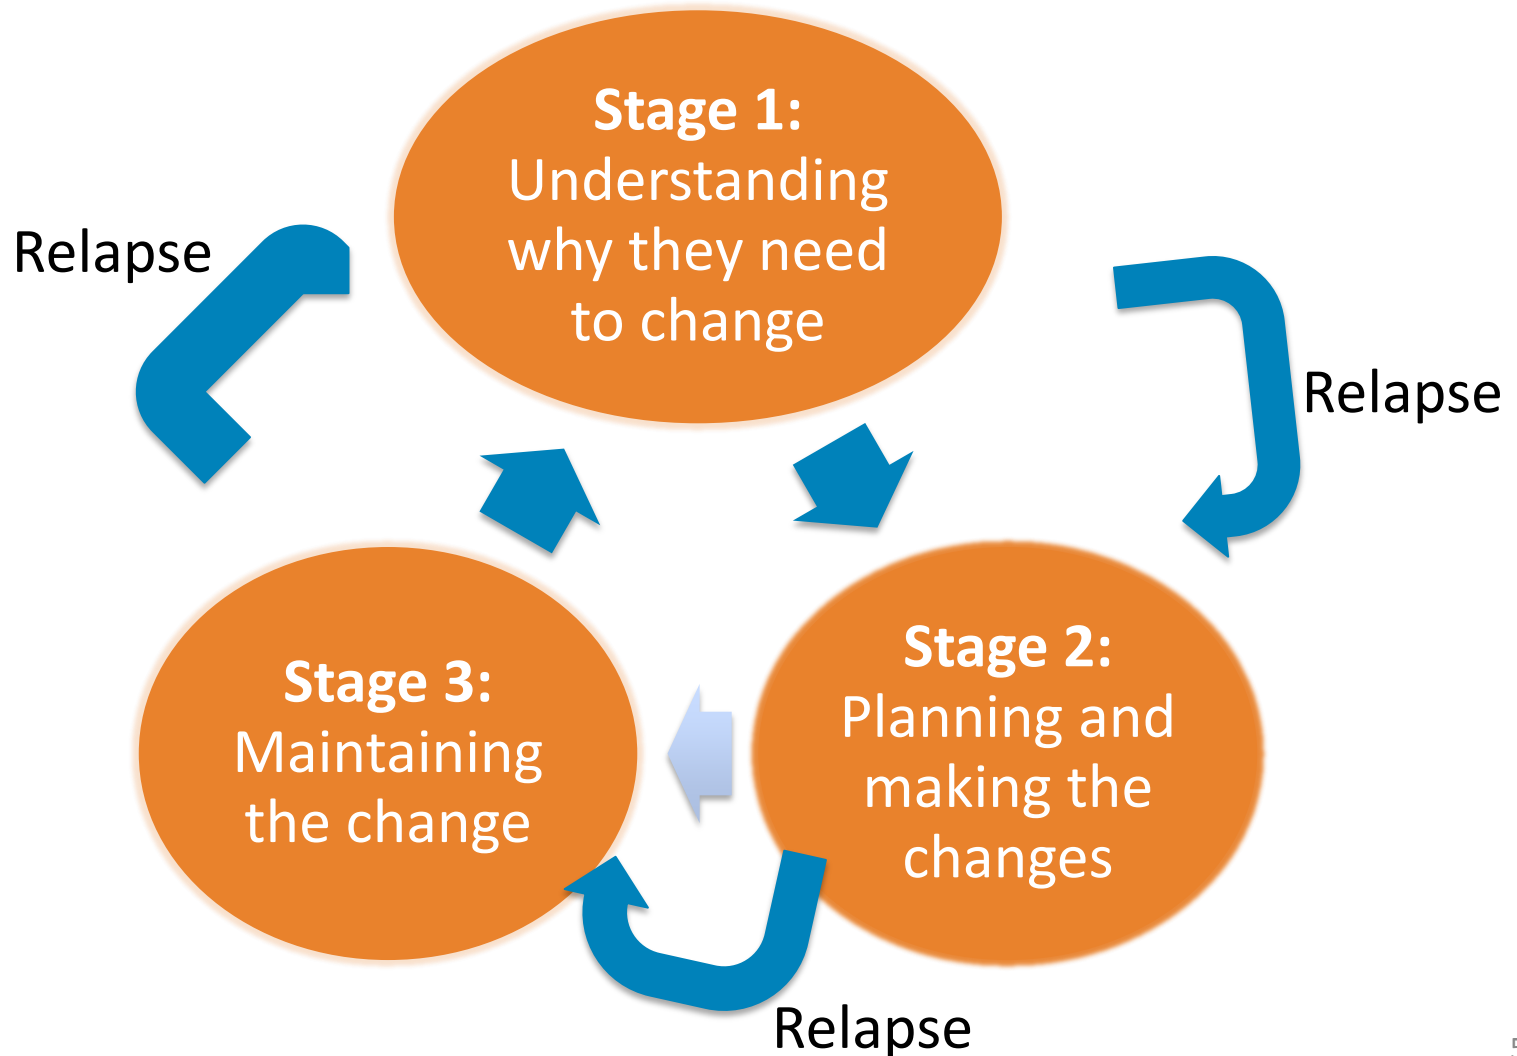 Stage 1:
Understanding
why they need
to change
Relapse
Relapse
Stage 3:
Maintaining
the change
Stage 2:
Planning and
making the
changes
Relapse